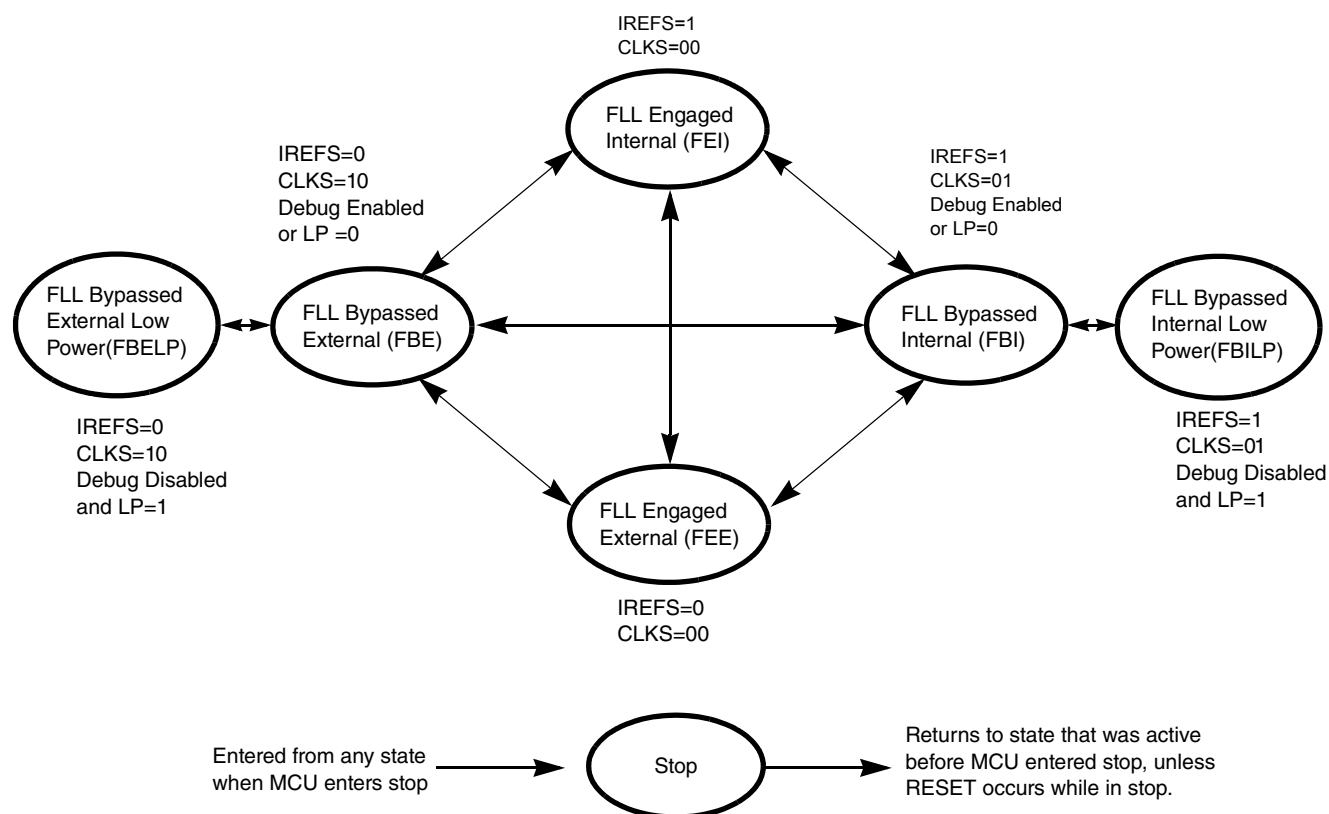 IREFS=1
CLKS=00
FLL Engaged
Internal (FEI)
IREFS=0
CLKS=10
Debug Enabled
or LP =0
IREFS=1
CLKS=01
Debug Enabled
or LP=0
FLL Bypassed
External Low
Power(FBELP)
FLL Bypassed
External (FBE)
FLL Bypassed
Internal (FBI)
FLL Bypassed
Internal Low
Power(FBILP)
IREFS=0
CLKS=10
Debug Disabled
and LP=1
IREFS=1
CLKS=01
Debug Disabled
and LP=1
FLL Engaged
External (FEE)
IREFS=0
CLKS=00
Entered from any state
when MCU enters stop
Stop
Returns to state that was active
before MCU entered stop, unless
RESET occurs while in stop.